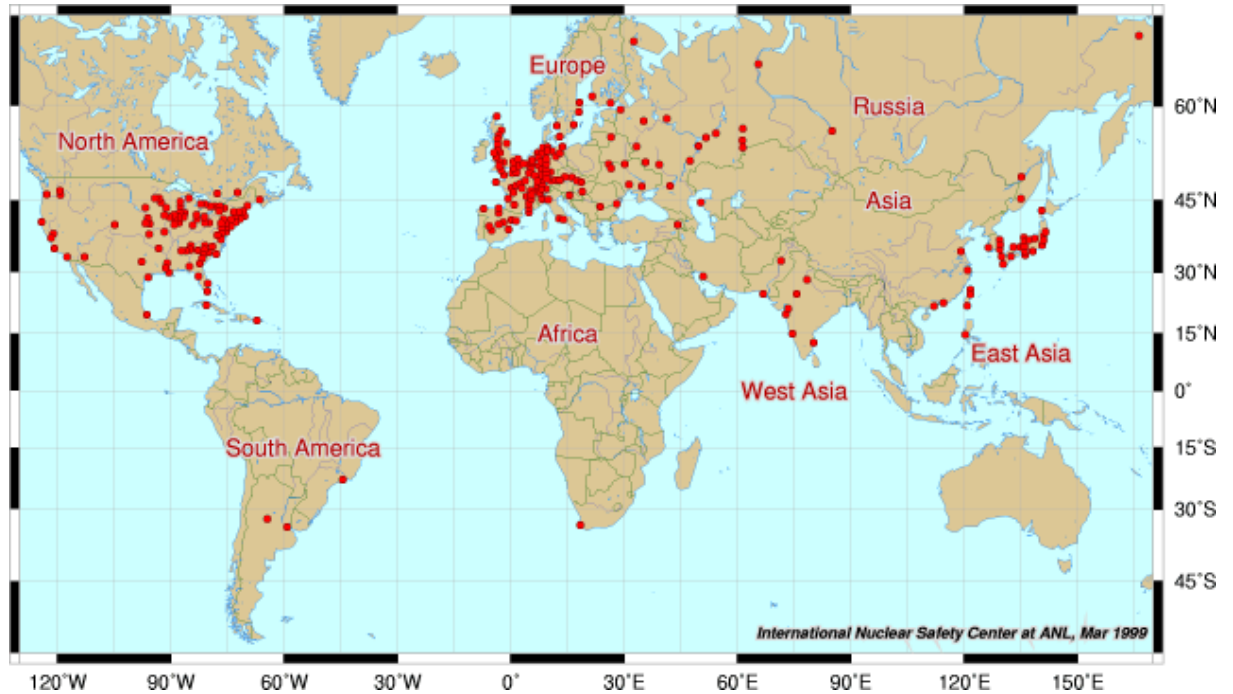 Europe
60˚N
Russia
North America
45˚N
Asia
30˚N
Africa
15˚N
East Asia
West Asia
0˚
South America
15˚S
30˚S
45˚S
International Nuclear Safety Center at ANL, Mar 1999
120˚W 90˚W 60˚W 30˚W 0˚ 30˚E 60˚E 90˚E 120˚E 150˚E